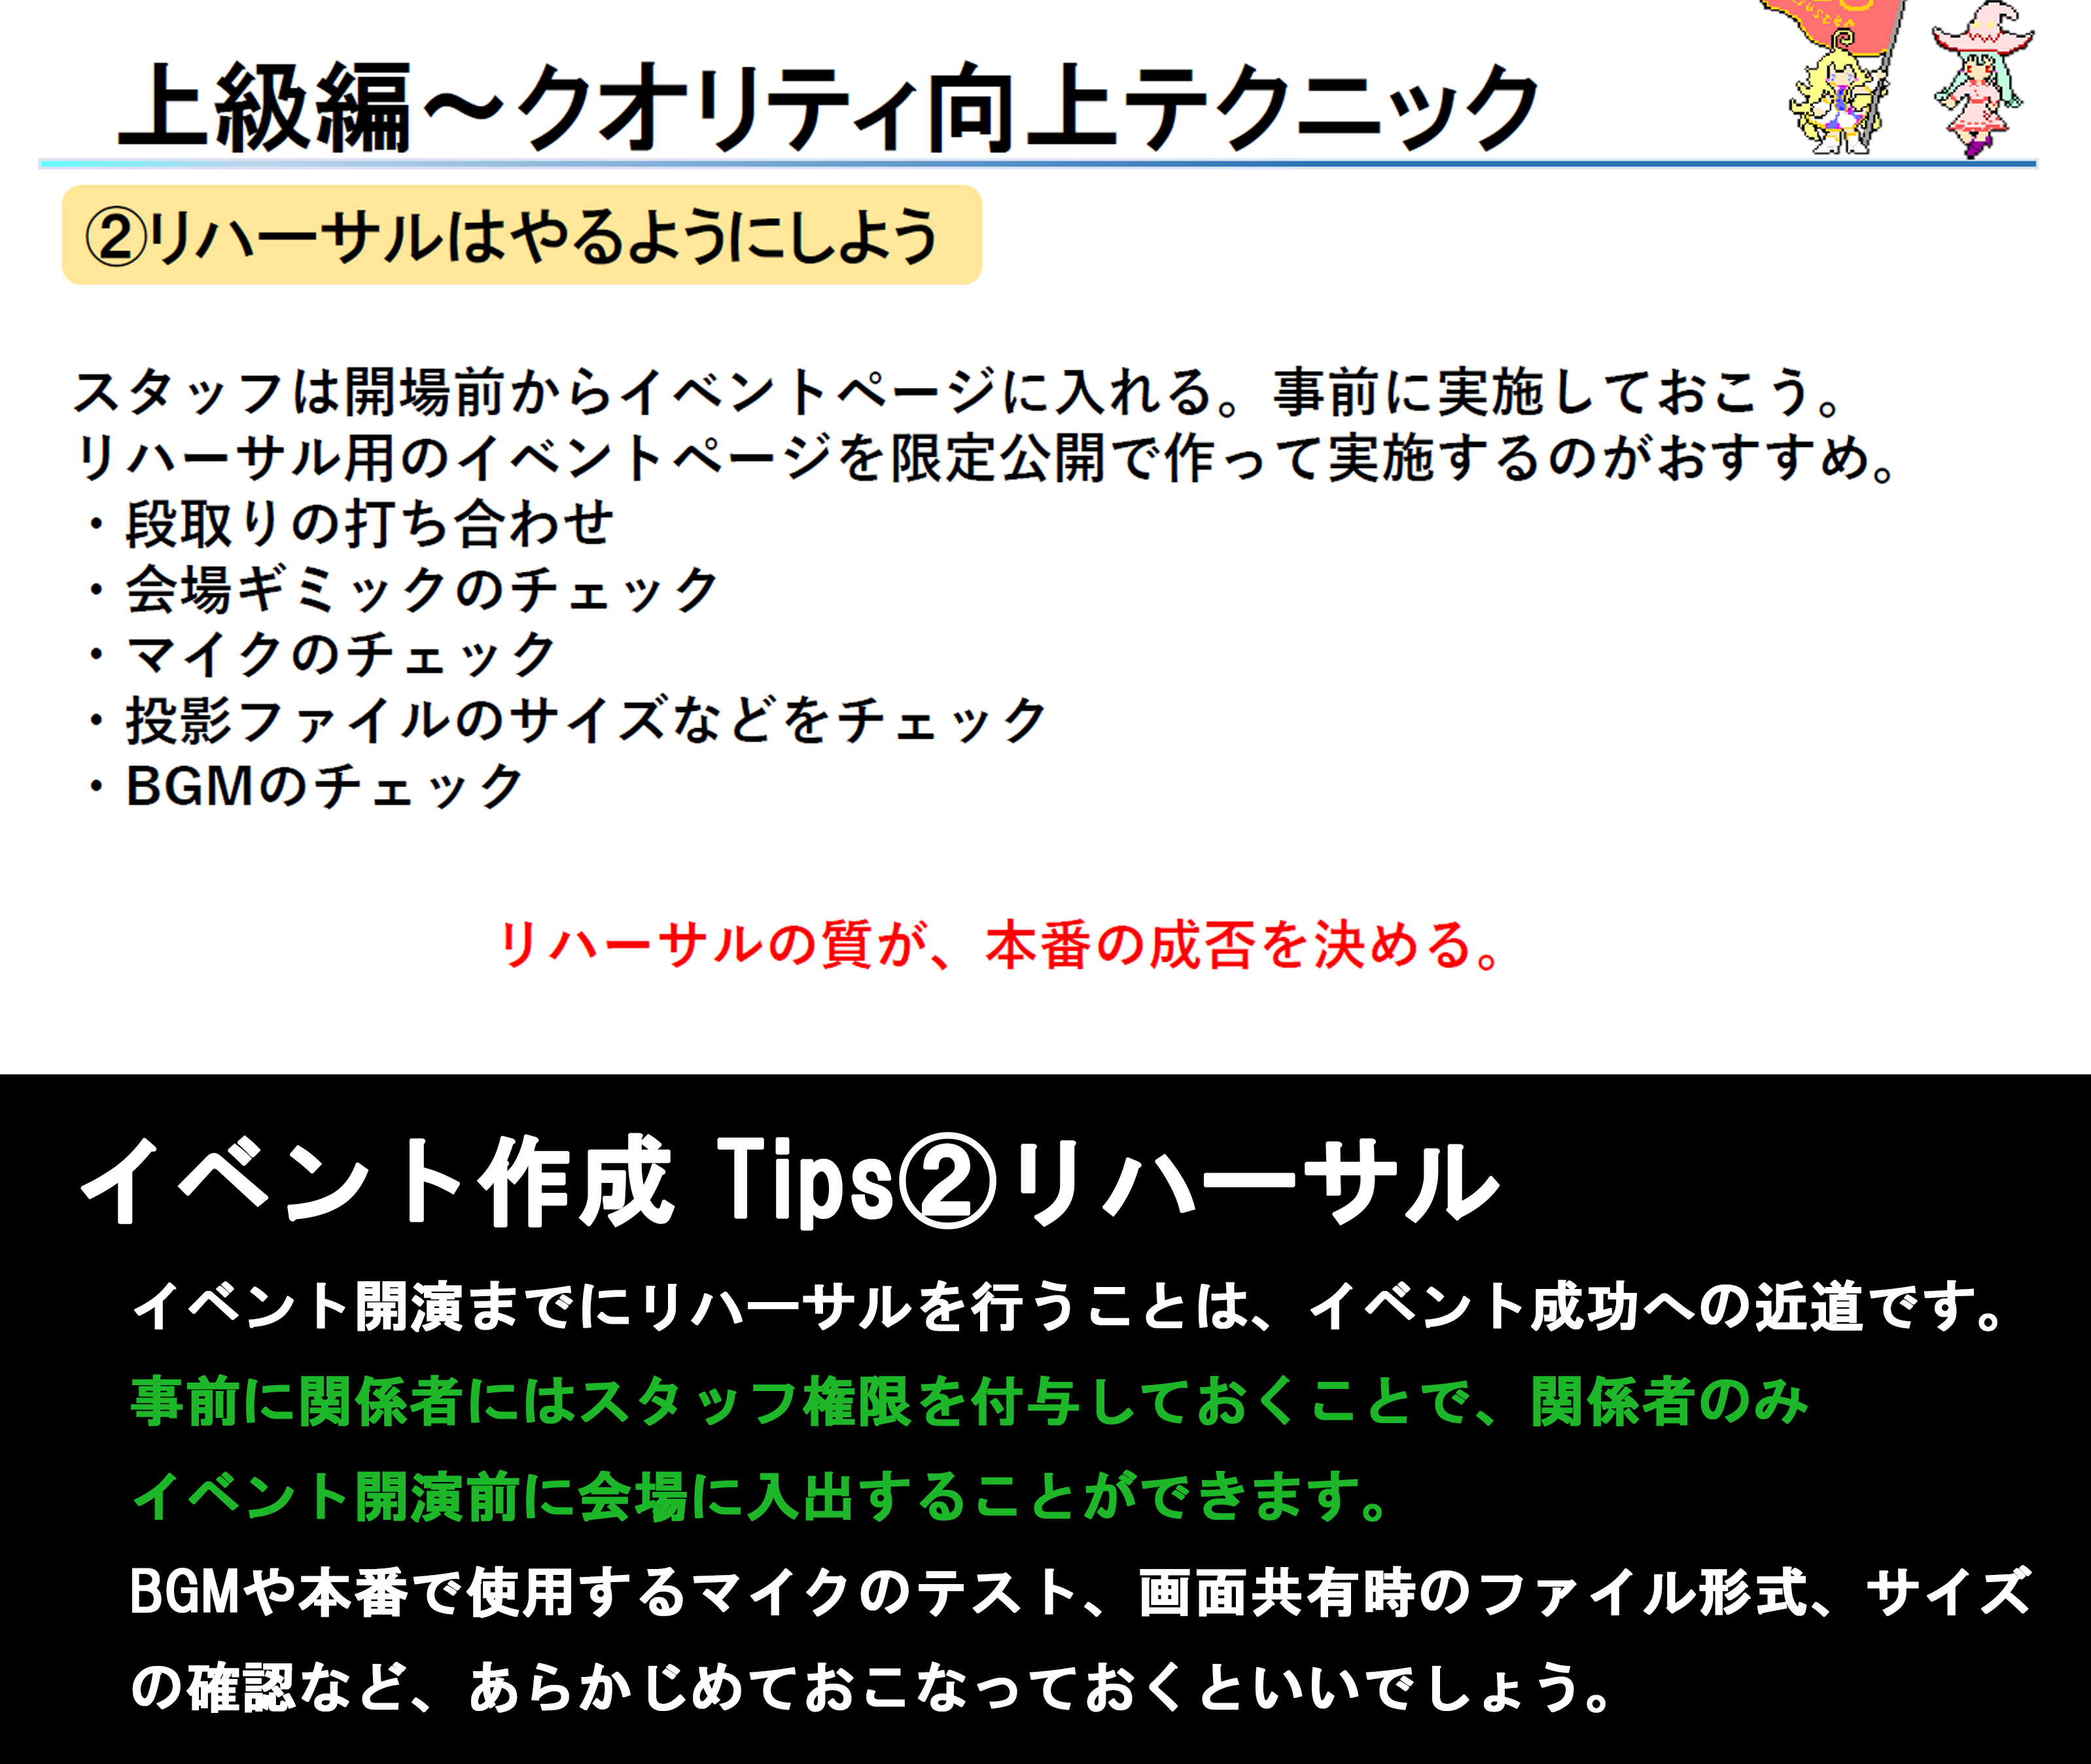 上級編～クオリティ向上テクニック
②リハーサルはやるようにしよう
スタッフは開場前からイベントページに入れる。事前に実施しておこう。
リハーサル用のイベントページを限定公開で作って実施するのがおすすめ。
・段取りの打ち合わせ
・会場ギミックのチェック
・マイクのチェック
・投影ファイルのサイズなどをチェック
・BGMのチェック
リハーサルの質が、本番の成否を決める。
イベント作成 Tips②リハーサル
イベント開演までにリハーサルを行うことは、イベント成功への近道です。
事前に関係者にはスタッフ権限を付与しておくことで、関係者のみ
イベント開演前に会場に入出することができます。
BGMや本番で使用するマイクのテスト、画面共有時のファイル形式、サイズ
の確認など、あらかじめておこなっておくといいでしょう。